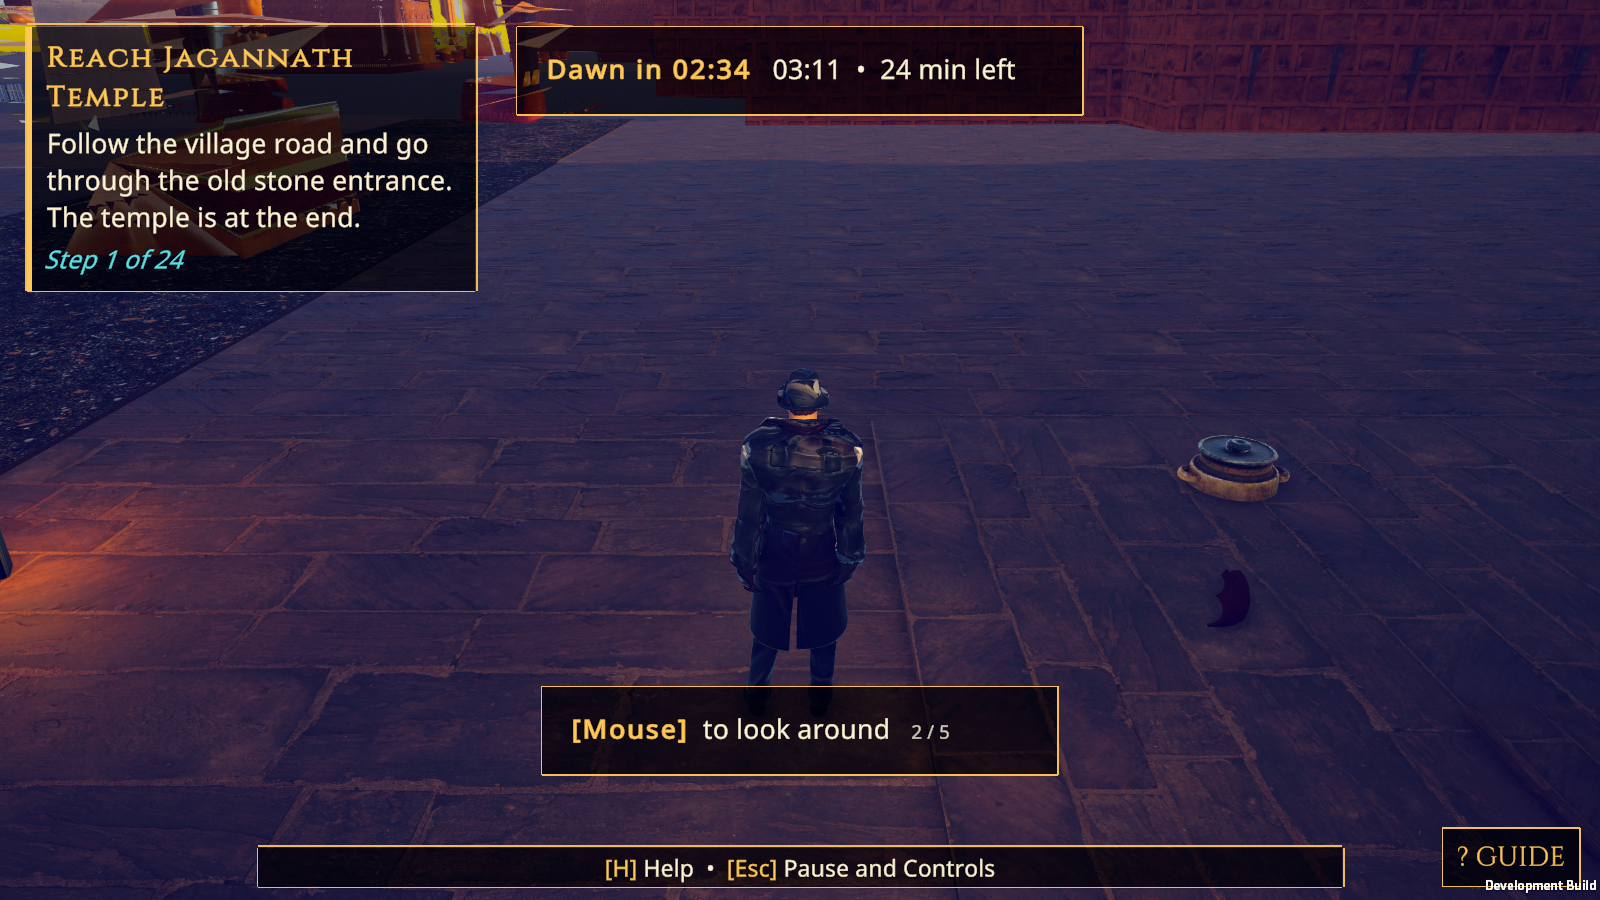 REACH JAGANNATH
TEMPLE
Follow the village road and go
through the old stone entrance.
The temple is at the end.
Step 1 of 24
Dawn in 02:34 03:11 • 24 min left
[Mouse] to look around 2 / 5
[H] Help • [Esc] Pause and Controls
? GUIDE
Development Build